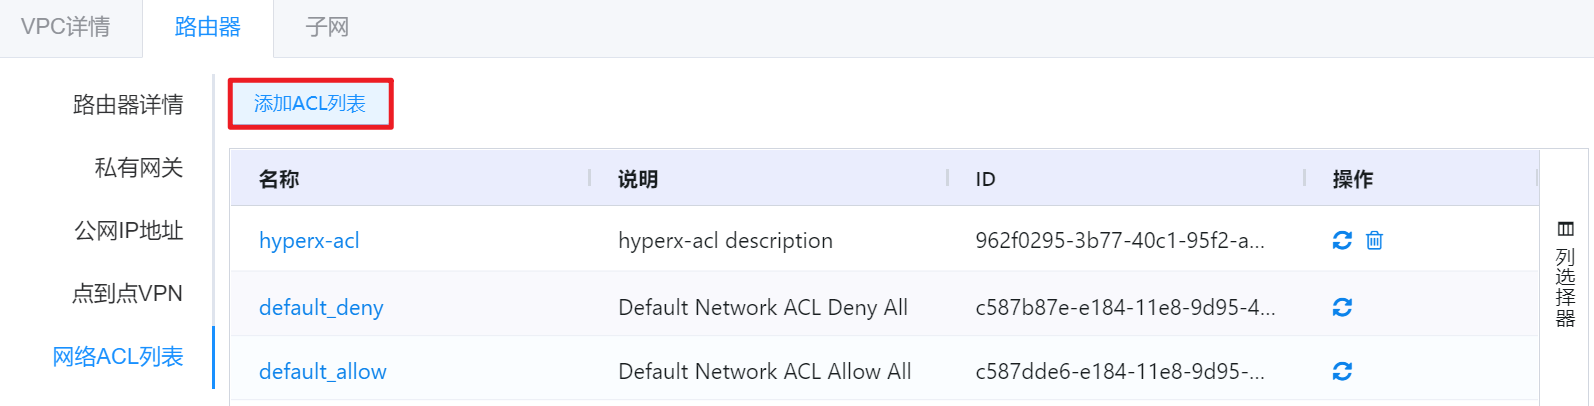 VPC详情 路由器 子网
路由器详情
私有网关
公网IP地址
点到点VPN
网络ACL列表
添加ACL列表
名称 说明 ID 操作
hyperx-acl hyperx-acl description 962f0295-3b77-40c1-95f2-a...
default_deny Default Network ACL Deny All c587b87e-e184-11e8-9d95-4...
default_allow Default Network ACL Allow All c587dde6-e184-11e8-9d95-...
列选择器